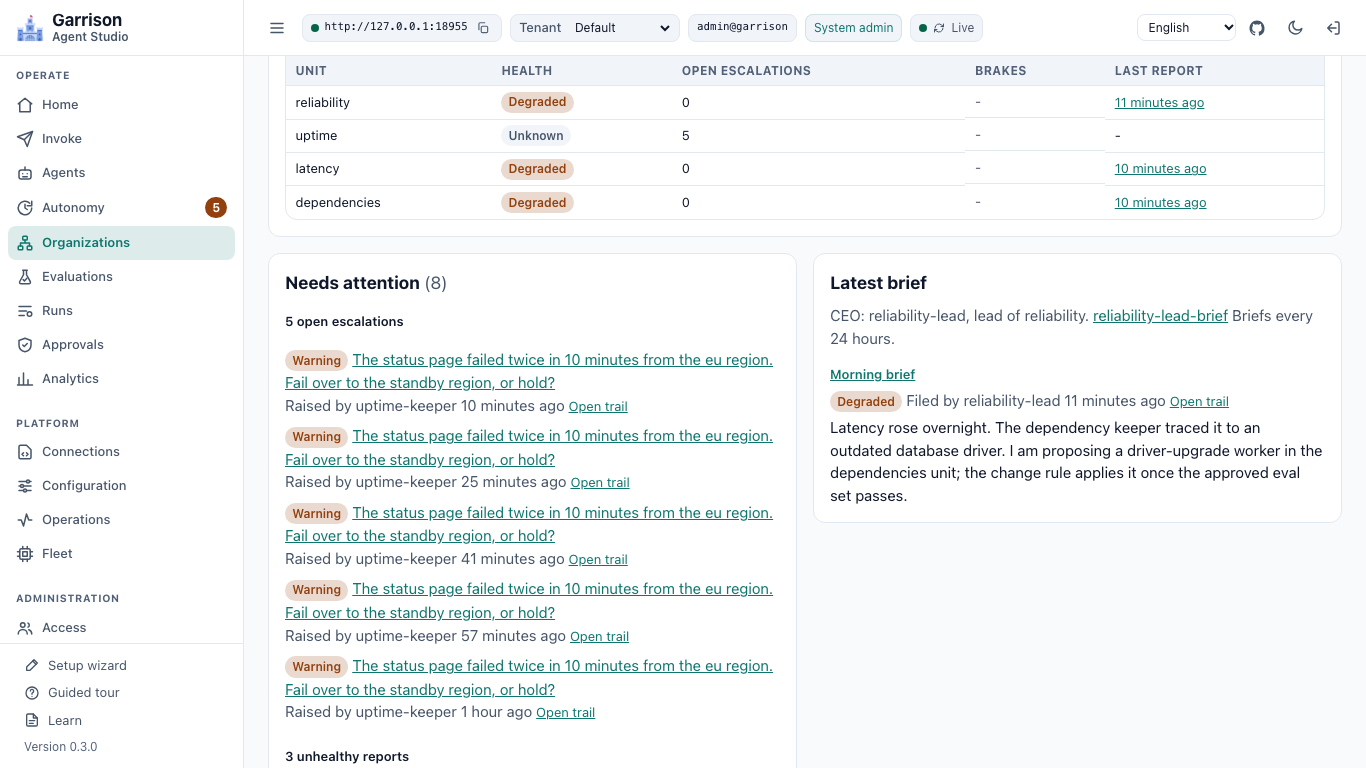 Garrison
Agent Studio
OPERATE
Home
Invoke
Agents
Autonomy 5
Organizations
Evaluations
Runs
Approvals
Analytics
PLATFORM
Connections
Configuration
Operations
Fleet
ADMINISTRATION
Access
Setup wizard
Guided tour
Learn
Version 0.3.0
http://127.0.0.1:18955 Tenant Default admin@garrison System admin Live English
UNIT HEALTH OPEN ESCALATIONS BRAKES LAST REPORT
reliability Degraded 0 - 11 minutes ago
uptime Unknown 5 - -
latency Degraded 0 - 10 minutes ago
dependencies Degraded 0 - 10 minutes ago
Needs attention (8)
5 open escalations
Warning The status page failed twice in 10 minutes from the eu region.
Fail over to the standby region, or hold?
Raised by uptime-keeper 10 minutes ago Open trail
Warning The status page failed twice in 10 minutes from the eu region.
Fail over to the standby region, or hold?
Raised by uptime-keeper 25 minutes ago Open trail
Warning The status page failed twice in 10 minutes from the eu region.
Fail over to the standby region, or hold?
Raised by uptime-keeper 41 minutes ago Open trail
Warning The status page failed twice in 10 minutes from the eu region.
Fail over to the standby region, or hold?
Raised by uptime-keeper 57 minutes ago Open trail
Warning The status page failed twice in 10 minutes from the eu region.
Fail over to the standby region, or hold?
Raised by uptime-keeper 1 hour ago Open trail
3 unhealthy reports
Latest brief
CEO: reliability-lead, lead of reliability. reliability-lead-brief Briefs every
24 hours.
Morning brief
Degraded Filed by reliability-lead 11 minutes ago Open trail
Latency rose overnight. The dependency keeper traced it to an
outdated database driver. I am proposing a driver-upgrade worker in the
dependencies unit; the change rule applies it once the approved eval
set passes.